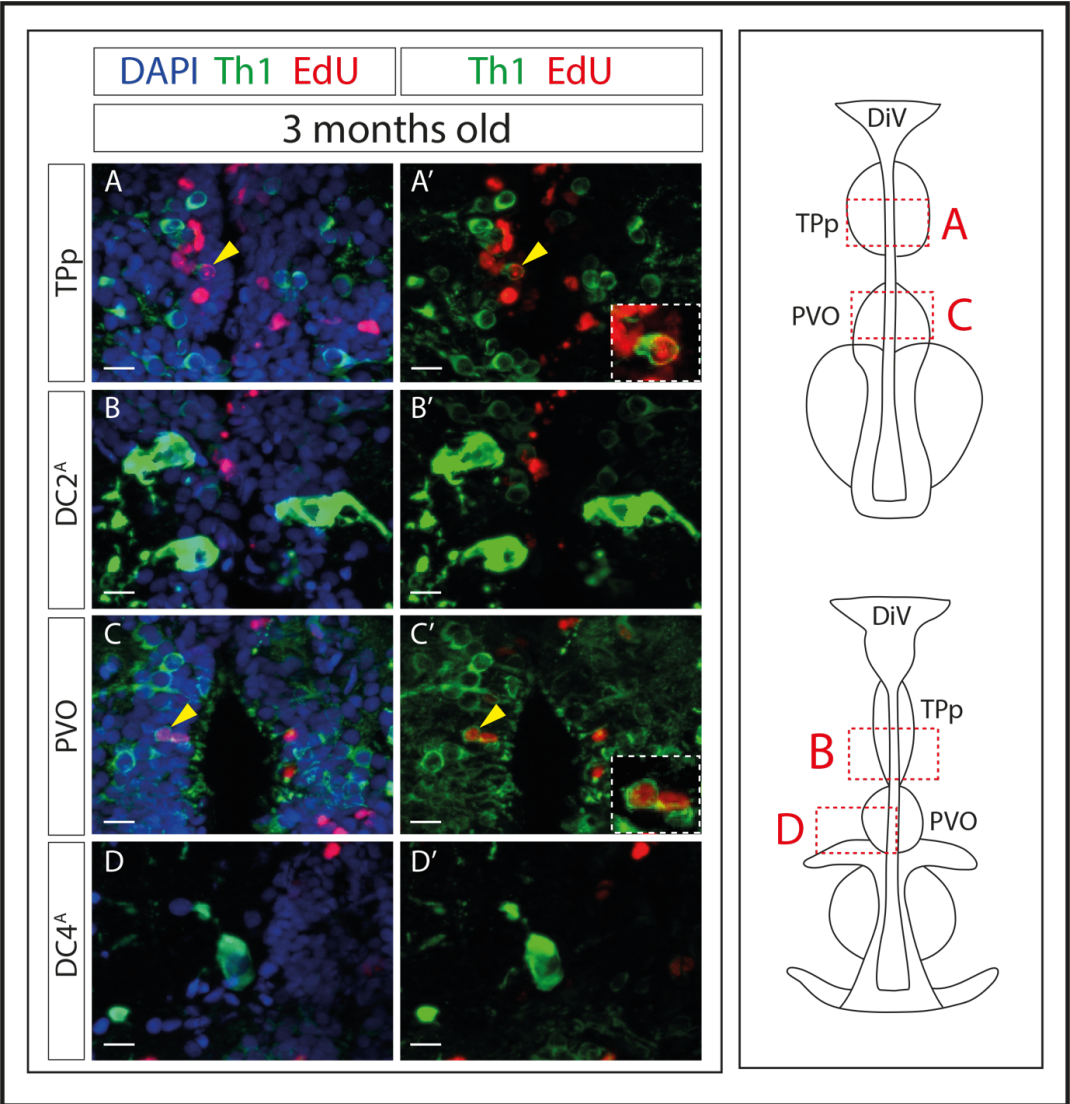 DAPI Th1 EdU
Th1 EdU
3 months old
TPp
A
A′
DC2ᴬ
B
B′
PVO
C
C′
DC4ᴬ
D
D′
DiV
TPp
A
PVO
C
DiV
TPp
B
D
PVO